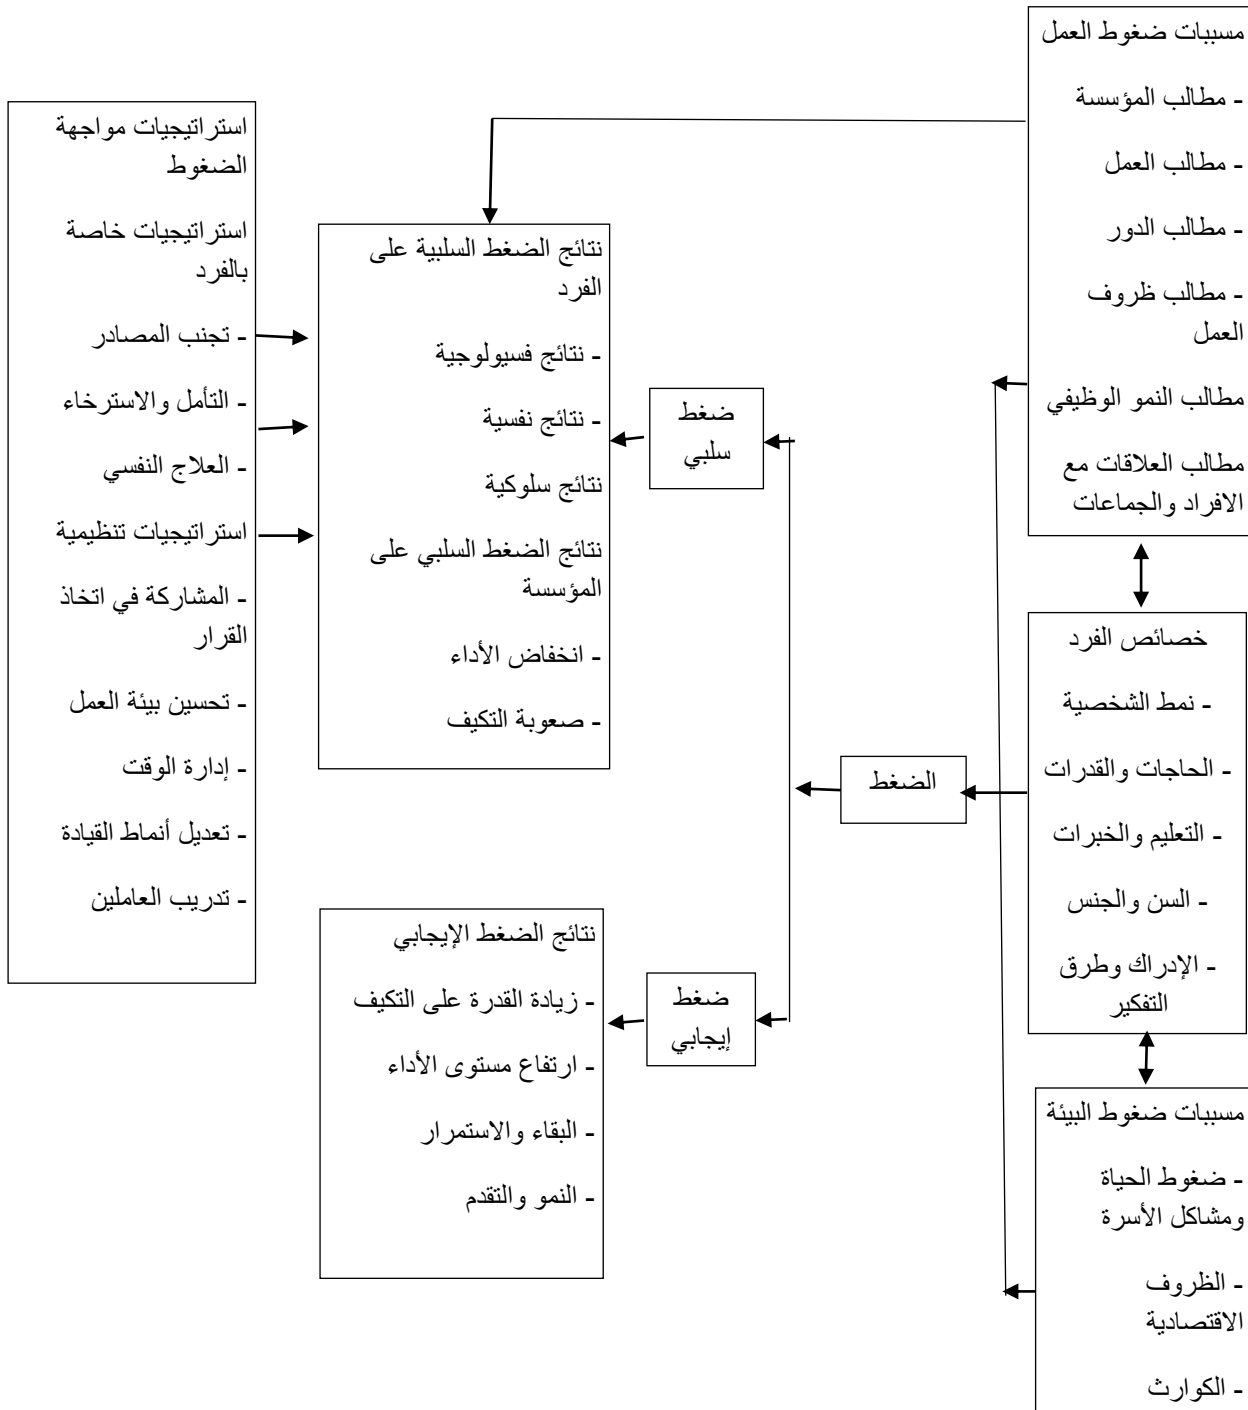 مسببات ضغوط العمل
- مطالب المؤسسة
- مطالب العمل
- مطالب الدور
- مطالب ظروف
العمل
مطالب النمو الوظيفي
مطالب العلاقات مع
الافراد والجماعات
خصائص الفرد
- نمط الشخصية
- الحاجات والقدرات
- التعليم والخبرات
- السن والجنس
- الإدراك وطرق
التفكير
مسببات ضغوط البيئة
- ضغوط الحياة
ومشاكل الأسرة
- الظروف
الاقتصادية
- الكوارث
الضغط
ضغط
سلبي
ضغط
إيجابي
نتائج الضغط السلبية على
الفرد
- نتائج فسيولوجية
- نتائج نفسية
نتائج سلوكية
نتائج الضغط السلبي على
المؤسسة
- انخفاض الأداء
- صعوبة التكيف
نتائج الضغط الإيجابي
- زيادة القدرة على التكيف
- ارتفاع مستوى الأداء
- البقاء والاستمرار
- النمو والتقدم
استراتيجيات مواجهة
الضغوط
استراتيجيات خاصة
بالفرد
- تجنب المصادر
- التأمل والاسترخاء
- العلاج النفسي
استراتيجيات تنظيمية
- المشاركة في اتخاذ
القرار
- تحسين بيئة العمل
- إدارة الوقت
- تعديل أنماط القيادة
- تدريب العاملين